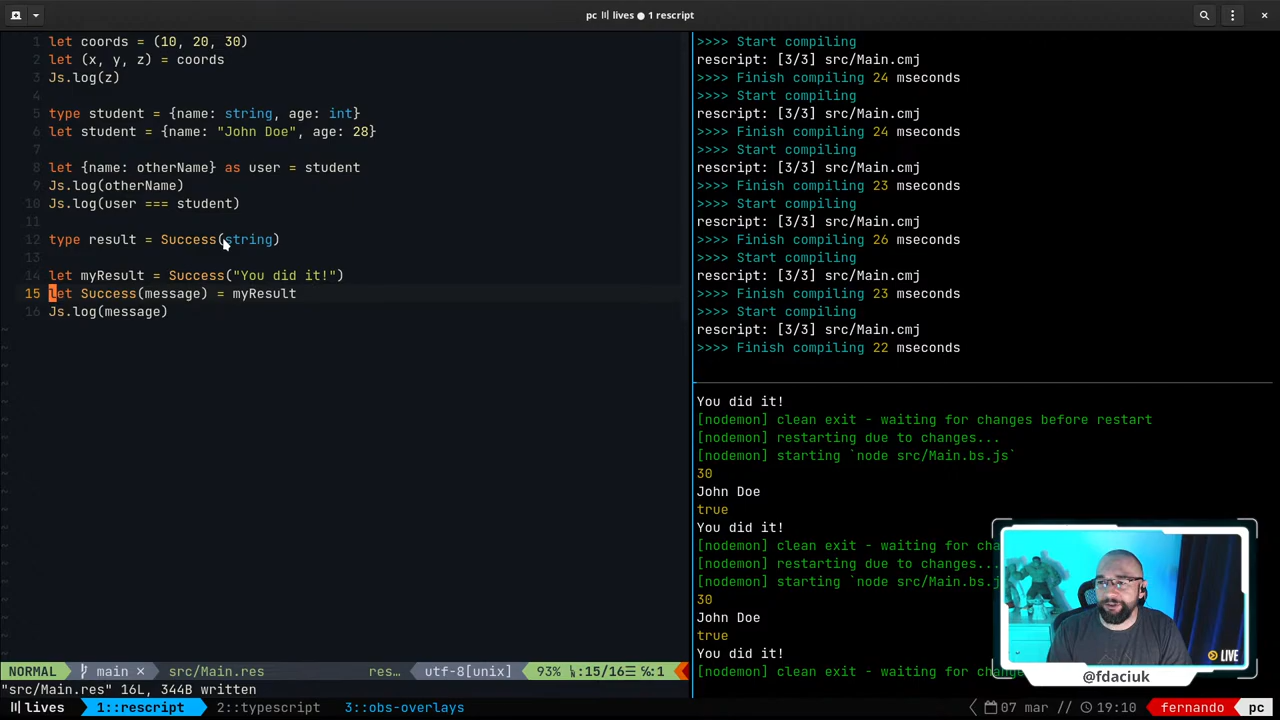 pc lives ● 1 rescript
1 let coords = (10, 20, 30)
2 let (x, y, z) = coords
3 Js.log(z)
4
5 type student = {name: string, age: int}
6 let student = {name: "John Doe", age: 28}
7
8 let {name: otherName} as user = student
9 Js.log(otherName)
10 Js.log(user === student)
11
12 type result = Success(string)
13
14 let myResult = Success("You did it!")
15 let Success(message) = myResult
16 Js.log(message)
NORMAL main × src/Main.res res… utf-8[unix] 93% 15/16 ℅:1
"src/Main.res" 16L, 344B written
>>>> Start compiling
rescript: [3/3] src/Main.cmj
>>>> Finish compiling 24 mseconds
>>>> Start compiling
rescript: [3/3] src/Main.cmj
>>>> Finish compiling 24 mseconds
>>>> Start compiling
rescript: [3/3] src/Main.cmj
>>>> Finish compiling 23 mseconds
>>>> Start compiling
rescript: [3/3] src/Main.cmj
>>>> Finish compiling 26 mseconds
>>>> Start compiling
rescript: [3/3] src/Main.cmj
>>>> Finish compiling 23 mseconds
>>>> Start compiling
rescript: [3/3] src/Main.cmj
>>>> Finish compiling 22 mseconds
You did it!
[nodemon] clean exit - waiting for changes before restart
[nodemon] restarting due to changes...
[nodemon] starting `node src/Main.bs.js`
30
John Doe
true
You did it!
[nodemon] clean exit - waiting for cha
[nodemon] restarting due to changes...
[nodemon] starting `node src/Main.bs.j
30
John Doe
true
You did it!
[nodemon] clean exit - waiting for chang
LIVE
@fdaciuk
lives 1::rescript 2::typescript 3::obs-overlays 07 mar // 19:10 fernando pc